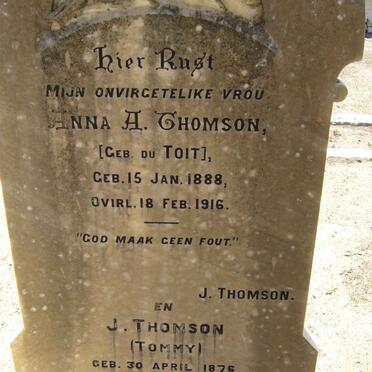 Hier Rust
MIJN ONVIRGETELIKE VROU
ANNA A. THOMSON,
[GEB. DU TOIT],
GEB. 15 JAN. 1888,
OVIRL. 18 FEB. 1916.
"GOD MAAK GEEN FOUT."
J. THOMSON.
EN
J. THOMSON
(TOMMY)
GEB. 30 APRIL 1876